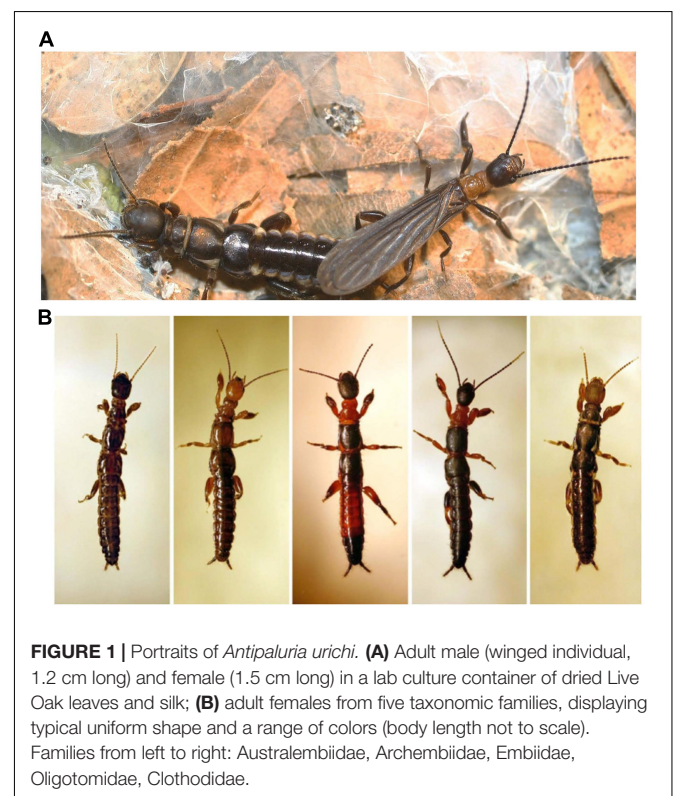 A
B
FIGURE 1 | Portraits of Antipaluria urichi. (A) Adult male (winged individual,
1.2 cm long) and female (1.5 cm long) in a lab culture container of dried Live
Oak leaves and silk; (B) adult females from five taxonomic families, displaying
typical uniform shape and a range of colors (body length not to scale).
Families from left to right: Australembiidae, Archembiidae, Embiidae,
Oligotomidae, Clothodidae.